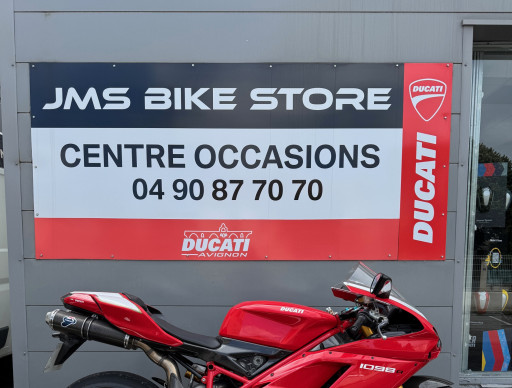 JMS BIKE STORE
DUCATI
CENTRE OCCASIONS
04 90 87 70 70
DUCATI
DUCATI
AVIGNON
DUCATI
1098